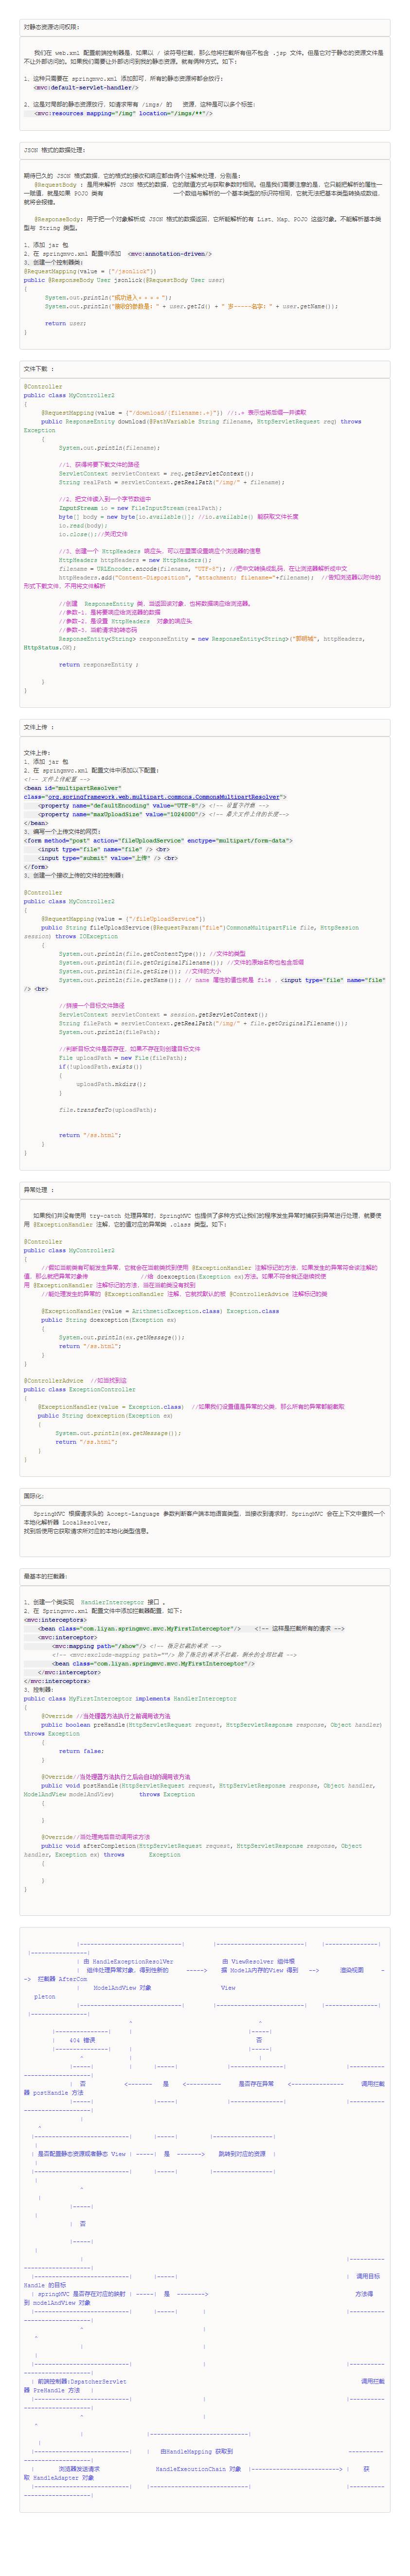 对静态资源访问权限:
我们在 web.xml 配置前端控制器是, 如果以 / 该符号拦截, 那么他将拦截所有但不包含 .jsp 文件。但是它对于静态的资源文件是
不让外部访问的。如果我们需要让外部访问到我的静态资源。就有俩种方式。如下:
1、这种只需要在 springmvc.xml 添加即可, 所有的静态资源将都会放行:
<mvc:default-servlet-handler/>
2、这是对局部的静态资源放行, 如请求带有 /imgs/ 的 资源, 这是可以多个标签:
<mvc:resources mapping="/img" location="/imgs/**"/>
JSON 格式的数据处理:
期待已久的 JSON 格式数据, 它的格式的接收和响应都由俩个注解来处理, 分别是:
@RequestBody : 是用来解析 JSON 格式的数据, 它的赋值方式与获取参数时相同。但是我们需要注意的是, 它只能把解析的属性一
一赋值, 就是如果 POJO 类有 一个数组与解析的一个基本类型的标识符相同, 它就无法把基本类型转换成数组,
就将会报错。
@ResponseBody: 用于把一个对象解析成 JSON 格式的数据返回, 它所能解析的有 List、Map、POJO 这些对象。不能解析基本类
型与 String 类型。
1、添加 jar 包
2、在 springmvc.xml 配置中添加 <mvc:annotation-driven/>
3、创建一个控制器类:
@RequestMapping(value = {"/jsonlick"})
public @ResponseBody User jsonlick(@RequestBody User user)
{
System.out.println("成功进入。。。。");
System.out.println("接收的参数是: " + user.getId() + " 岁-----名字: " + user.getName());
return user;
}
文件下载 :
@Controller
public class MyController2
{
@RequestMapping(value = {"/download/{filename:.+}"}) //:.+ 表示也将后缀一并读取
public ResponseEntity download(@PathVariable String filename, HttpServletRequest req) throws
Exception
{
System.out.println(filename);
//1、获得将要下载文件的路径
ServletContext servletContext = req.getServletContext();
String realPath = servletContext.getRealPath("/img/" + filename);
//2、把文件读入到一个字节数组中
InputStream io = new FileInputStream(realPath);
byte[] body = new byte[io.available()]; //io.available() 能获取文件长度
io.read(body);
io.close();//关闭文件
//3、创建一个 HttpHeaders 响应头, 可以在里面设置响应个浏览器的信息
HttpHeaders httpHeaders = new HttpHeaders();
filename = URLEncoder.encode(filename, "UTF-8"); //把中文转换成乱码, 在让浏览器解析成中文
httpHeaders.add("Content-Disposition", "attachment; filename="+filename); //告知浏览器以附件的
形式下载文件, 不用将文件解析
//创建 ResponseEntity 类, 当返回该对象, 也将数据响应给浏览器。
//参数-1、是将要响应给浏览器的数据
//参数-2、是设置 HttpHeaders 对象的响应头
//参数-3、当前请求的转态码
HttpStatus.OK);
return responseEntity ;
}
}
文件上传 :
文件上传:
1、添加 jar 包
2、在 springmvc.xml 配置文件中添加以下配置:
<!-- 文件上传配置 -->
<bean id="multipartResolver"
class="org.springframework.web.multipart.commons.CommonsMultipartResolver">
<property name="defaultEncoding" value="UTF-8"/> <!-- 设置字符集 -->
<property name="maxUploadSize" value="1024000"/> <!-- 最大文件上传的长度-->
</bean>
3、编写一个上传文件的网页:
<form method="post" action="fileUploadService" enctype="multipart/form-data">
<input type="file" name="file" /> <br>
<input type="submit" value="上传" /> <br>
</form>
3、创建一个接收上传的文件的控制器:
@Controller
public class MyController2
{
@RequestMapping(value = {"/fileUploadService"})
public String fileUploadService(@RequestParam("file")CommonsMultipartFile file, HttpSession
session) throws IOException
{
System.out.println(file.getContentType()); //文件的类型
System.out.println(file.getOriginalFilename()); //文件的原始名称也包含后缀
System.out.println(file.getSize()); //文件的大小
System.out.println(file.getName()); // name 属性的值也就是 file 、<input type="file" name="file"
/> <br>
//拼接一个目标文件路径
ServletContext servletContext = session.getServletContext();
String filePath = servletContext.getRealPath("/img/" + file.getOriginalFilename());
System.out.println(filePath);
//判断目标文件是否存在, 如果不存在则创建目标文件
File uploadPath = new File(filePath);
if(!uploadPath.exists())
{
uploadPath.mkdirs();
}
file.transferTo(uploadPath);
return "/ss.html";
}
}
异常处理 :
如果我们并没有使用 try-catch 处理异常时, SpringMVC 也提供了多种方式让我们的程序发生异常时捕获到异常进行处理, 就要使
用 @ExceptionHandler 注解, 它的值对应的异常类 .class 类型。如下:
@Controller
public class MyController2
{
//假如当前类有可能发生异常, 它就会在当前类找到使用 @ExceptionHandler 注解标记的方法, 如果发生的异常符合该注解的
值, 那么就把异常对象传 //给 doexception(Exception ex)方法。如果不符合就还继续找使
用 @ExceptionHandler 注解标记的方法, 当在当前类没有找到
//能处理发生的异常的 @ExceptionHandler 注解, 它就找默认的被 @ControllerAdvice 注解标记的类
@ExceptionHandler(value = ArithmeticException.class) Exception.class
public String doexception(Exception ex)
{
System.out.println(ex.getMessage());
return "/ss.html";
}
}
@ControllerAdvice //如当找到这
public class ExceptionController
{
@ExceptionHandler(value = Exception.class) //如果我们设置值是异常的父类, 那么所有的异常都能截取
public String doexception(Exception ex)
{
System.out.println(ex.getMessage());
return "/ss.html";
}
}
国际化:
SpringMVC 根据请求头的 Accept-Language 参数判断客户端本地语言类型, 当接收到请求时, SpringMVC 会在上下文中查找一个
本地化解析器 LocalResolver,
找到后使用它获取请求所对应的本地化类型信息。
最基本的拦截器:
1、创建一个类实现 HandlerInterceptor 接口 。
2、在 Springmvc.xml 配置文件中添加拦截器配置, 如下:
<mvc:interceptors>
<bean class="com.liyan.springmvc.mvc.MyFirstInterceptor"/> <!-- 这样是拦截所有的请求 -->
<mvc:interceptor>
<mvc:mapping path="/show"/> <!-- 指定拦截的请求 -->
<!-- <mvc:exclude-mapping path=""/> 除了指定的请求不拦截, 剩余的全部拦截 -->
<bean class="com.liyan.springmvc.mvc.MyFirstInterceptor"/>
</mvc:interceptor>
</mvc:interceptors>
3、控制器:
public class MyFirstInterceptor implements HandlerInterceptor
{
@Override //当处理器方法执行之前调用该方法
public boolean preHandle(HttpServletRequest request, HttpServletResponse response, Object handler)
throws Exception
{
return false;
}
@Override//当处理器方法执行之后会自动的调用该方法
public void postHandle(HttpServletRequest request, HttpServletResponse response, Object handler,
ModelAndView modelAndView) throws Exception
{
}
@Override//当处理完后自动调用该方法
public void afterCompletion(HttpServletRequest request, HttpServletResponse response, Object
handler, Exception ex) throws Exception
{
}
}
| 由 HandleExceptionResolVer 由 ViewResolver 组件根
| 组件处理异常对象, 得到性新的 -----> 据 ModelA内存的View 得到 --> 渲染视图 -
-> 拦截器 AfterCom
| ModelAndView 对象 View
pletion
| 404 错误 否
| 否 <------- 是 <---------- 是否存在异常 <--------------- 调用拦截
器 postHandle 方法
| 是否配置静态资源或者静态 View | -----| 是 -------> 跳转到对应的资源 |
| 否
| 调用目标
Handle 的目标
| springMVC 是否存在对应的映射 | -----| 是 --------> 方法得
到 modelAndView 对象
| 前端控制器:DspatcherServlet 调用拦截
器 PreHandle 方法 |
| 由HandleMapping 获取到
| 浏览器发送请求 HandleExecutionChain 对象 |-------------------------> | 获
取 HandleAdapter 对象